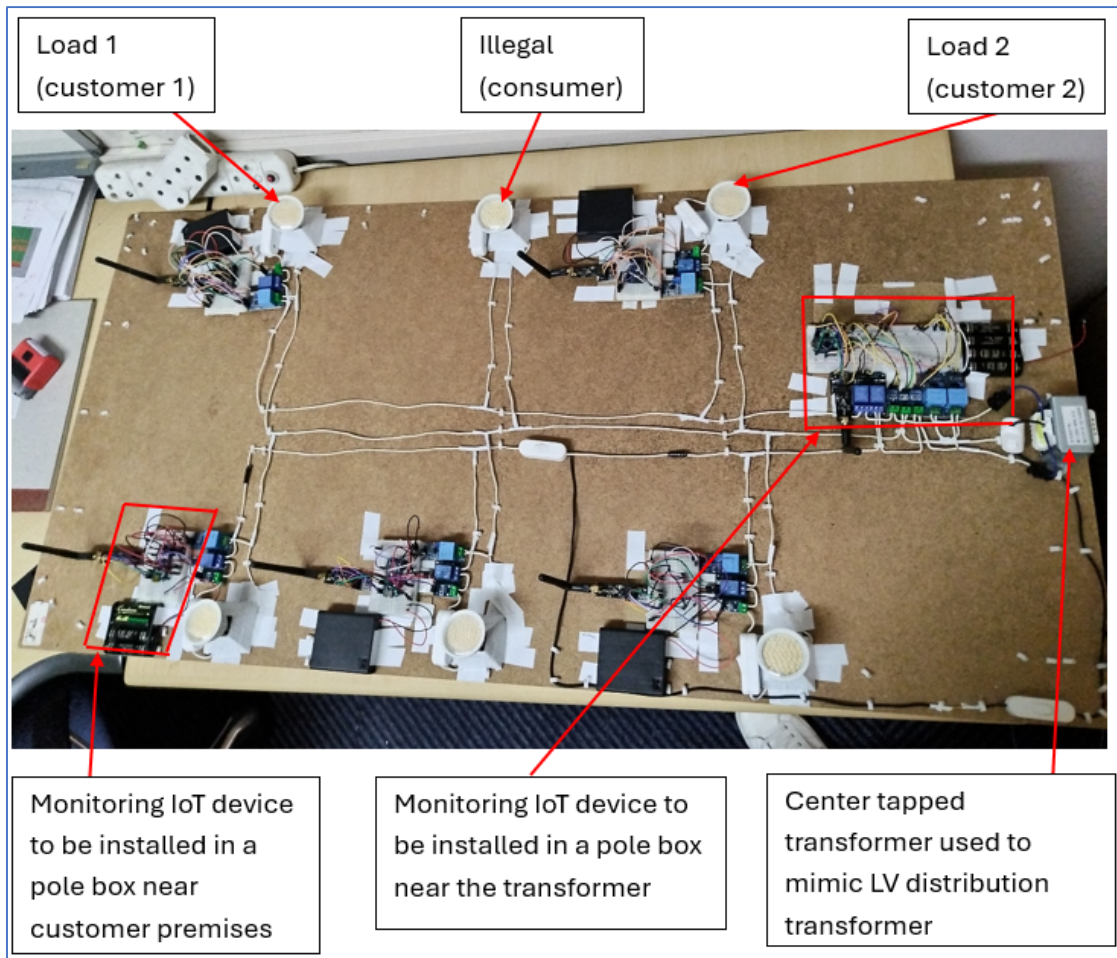 Load 1
(customer 1)
Illegal
(consumer)
Load 2
(customer 2)
Monitoring IoT device
to be installed in a
pole box near
customer premises
Monitoring IoT device to
be installed in a pole box
near the transformer
Center tapped
transformer used to
mimic LV distribution
transformer